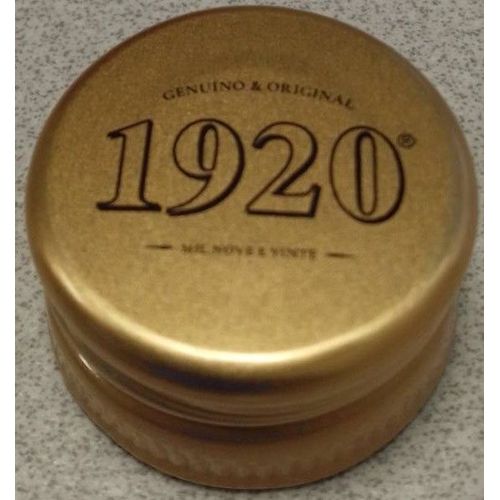 GENUINO & ORIGINAL
1920®
MIL NOVE E VINTE